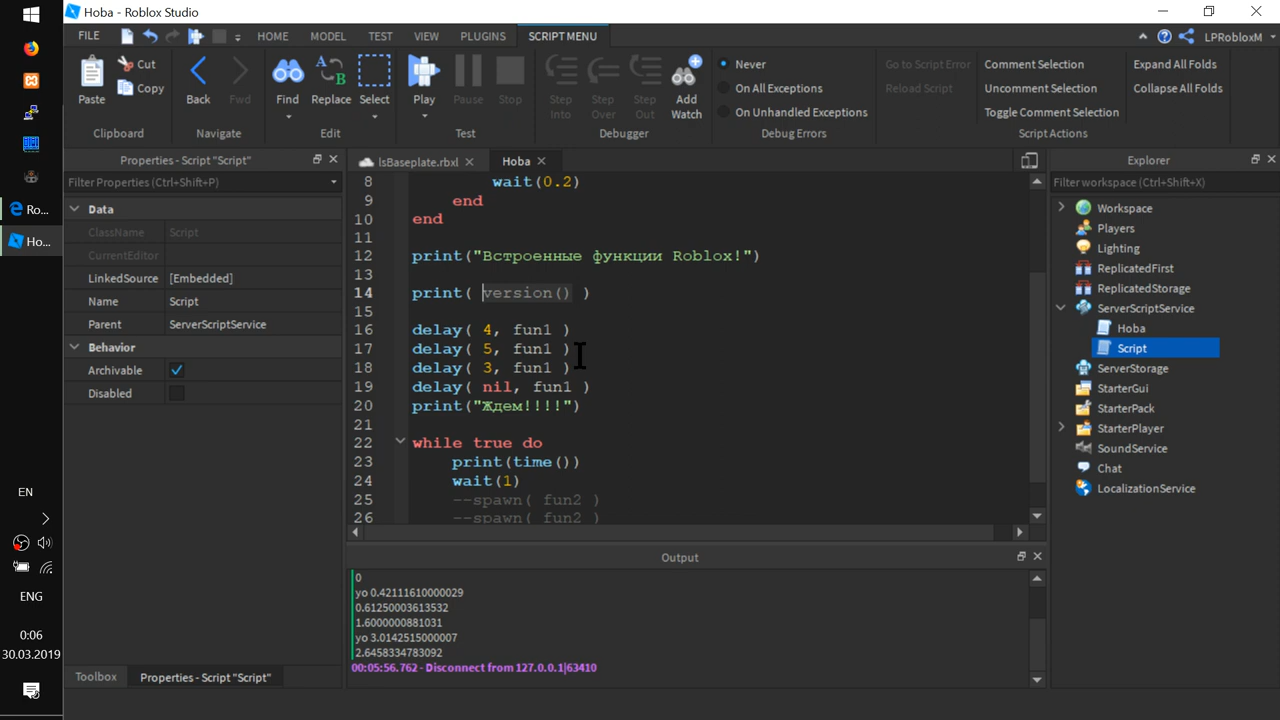 Hoba - Roblox Studio
FILE HOME MODEL TEST VIEW PLUGINS SCRIPT MENU LPRobloxM
Paste Cut Copy Back Fwd Find Replace Select Play Pause Stop Step Into Step Over Step Out Add Watch
Never
On All Exceptions
On Unhandled Exceptions
Go to Script Error
Reload Script
Comment Selection
Uncomment Selection
Toggle Comment Selection
Expand All Folds
Collapse All Folds
Clipboard Navigate Edit Test Debugger Debug Errors Script Actions
Ro...
Ho...
EN
ENG
0:06
30.03.2019
Properties - Script "Script"
Filter Properties (Ctrl+Shift+P)
Data
ClassName Script
CurrentEditor
LinkedSource [Embedded]
Name Script
Parent ServerScriptService
Behavior
Archivable
Disabled
Toolbox Properties - Script "Script"
lsBaseplate.rbxl Hoba
8 wait(0.2)
9 end
10 end
11
12 print("Встроенные функции Roblox!")
13
14 print( version() )
15
16 delay( 4, fun1 )
17 delay( 5, fun1 )
18 delay( 3, fun1 )
19 delay( nil, fun1 )
20 print("Ждем!!!!")
21
22 while true do
23 print(time())
24 wait(1)
25 --spawn( fun2 )
26 --spawn( fun2 )
Output
0
yo 0.42111610000029
0.61250003613532
1.6000000881031
yo 3.0142515000007
2.6458334783092
00:05:56.762 - Disconnect from 127.0.0.1|63410
Explorer
Filter workspace (Ctrl+Shift+X)
Workspace
Players
Lighting
ReplicatedFirst
ReplicatedStorage
ServerScriptService
Hoba
Script
ServerStorage
StarterGui
StarterPack
StarterPlayer
SoundService
Chat
LocalizationService